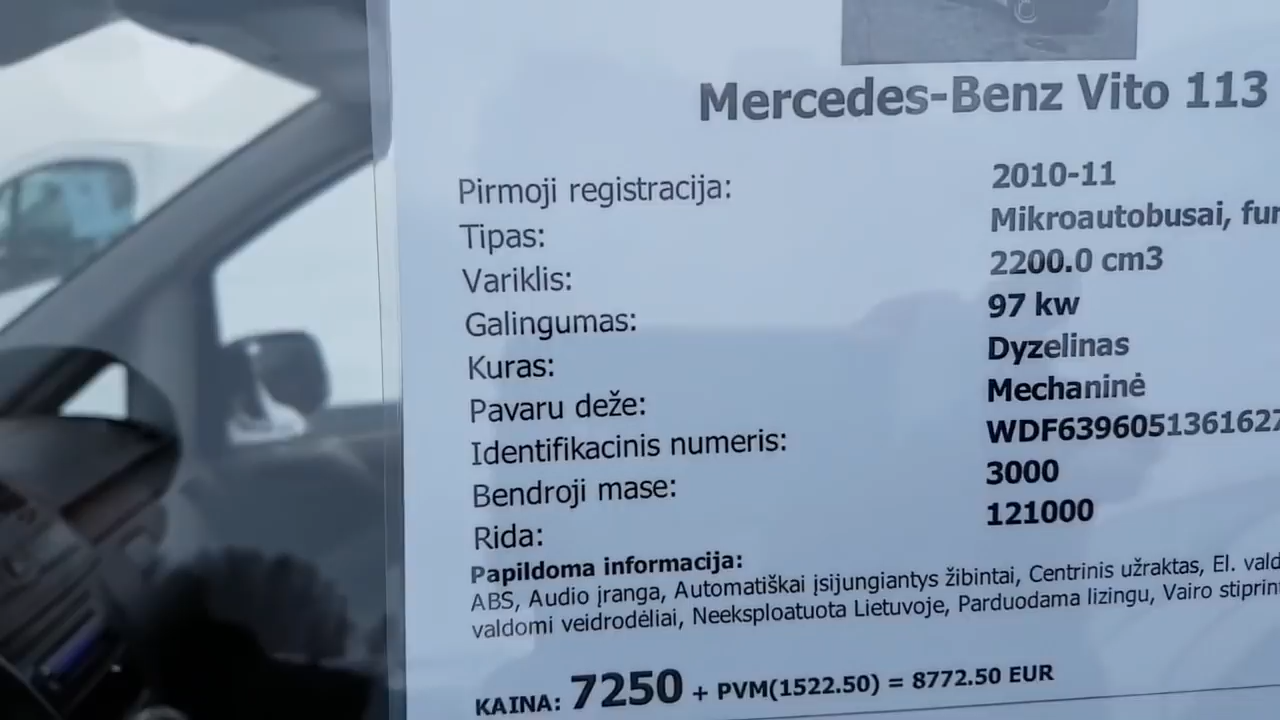 Mercedes-Benz Vito 113
Pirmoji registracija: 2010-11
Tipas: Mikroautobusai,
Variklis: 2200.0 cm3
Galingumas: 97 kw
Kuras: Dyzelinas
Pavaru deže: Mechaninė
Identifikacinis numeris: WDF639605136162
Bendroji mase: 3000
Rida: 121000
Papildoma informacija:
ABS, Audio įranga, Automatiškai įsijungiantys žibintai, Centrinis užraktas, El.
valdomi veidrodėliai, Neeksploatuota Lietuvoje, Parduodama lizingu, Vairo
KAINA: 7250 + PVM(1522.50) = 8772.50 EUR